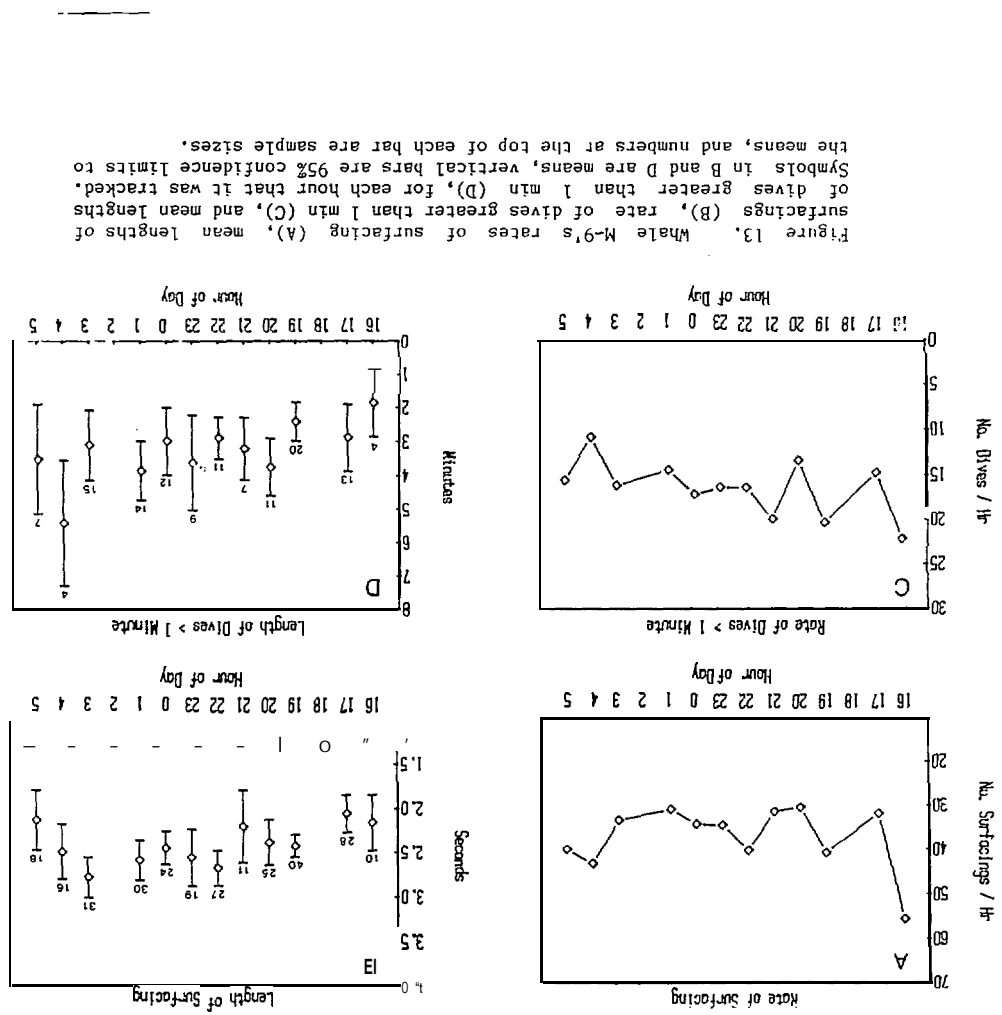 Rate of Surfacing
A
70
60
50
40
30
20
No. Surfacings / Hr
16 17 18 19 20 21 22 23 0 1 2 3 4 5
Hour of Day
Length of Surfacing
3.5
3.0
2.5
2.0
1.5
Seconds
10 28 40 25 11 27 19 24 30 31 16 18
16 17 18 19 20 21 22 23 0 1 2 3 4 5
Hour of Day
Rate of Dives > 1 Minute
C
30
25
20
15
10
5
0
No. Dives / Hr
17 18 19 20 21 22 23 0 1 2 3 4 5
Hour of Day
Length of Dives > 1 Minute
D
8
7
6
5
4
3
2
1
0
Minutes
4 13 20 11 7 11 9 12 14 15 4 7
16 17 18 19 20 21 22 23 0 1 2 3 4 5
Hour of Day
Figure 13. Whale M-9's rates of surfacing (A), mean lengths of
surfacings (B), rate of dives greater than 1 min (C), and mean lengths
of dives greater than 1 min (D), for each hour that it was tracked.
Symbols in B and D are means, vertical bars are 95% confidence limits to
the means, and numbers ar the top of each bar are sample sizes.